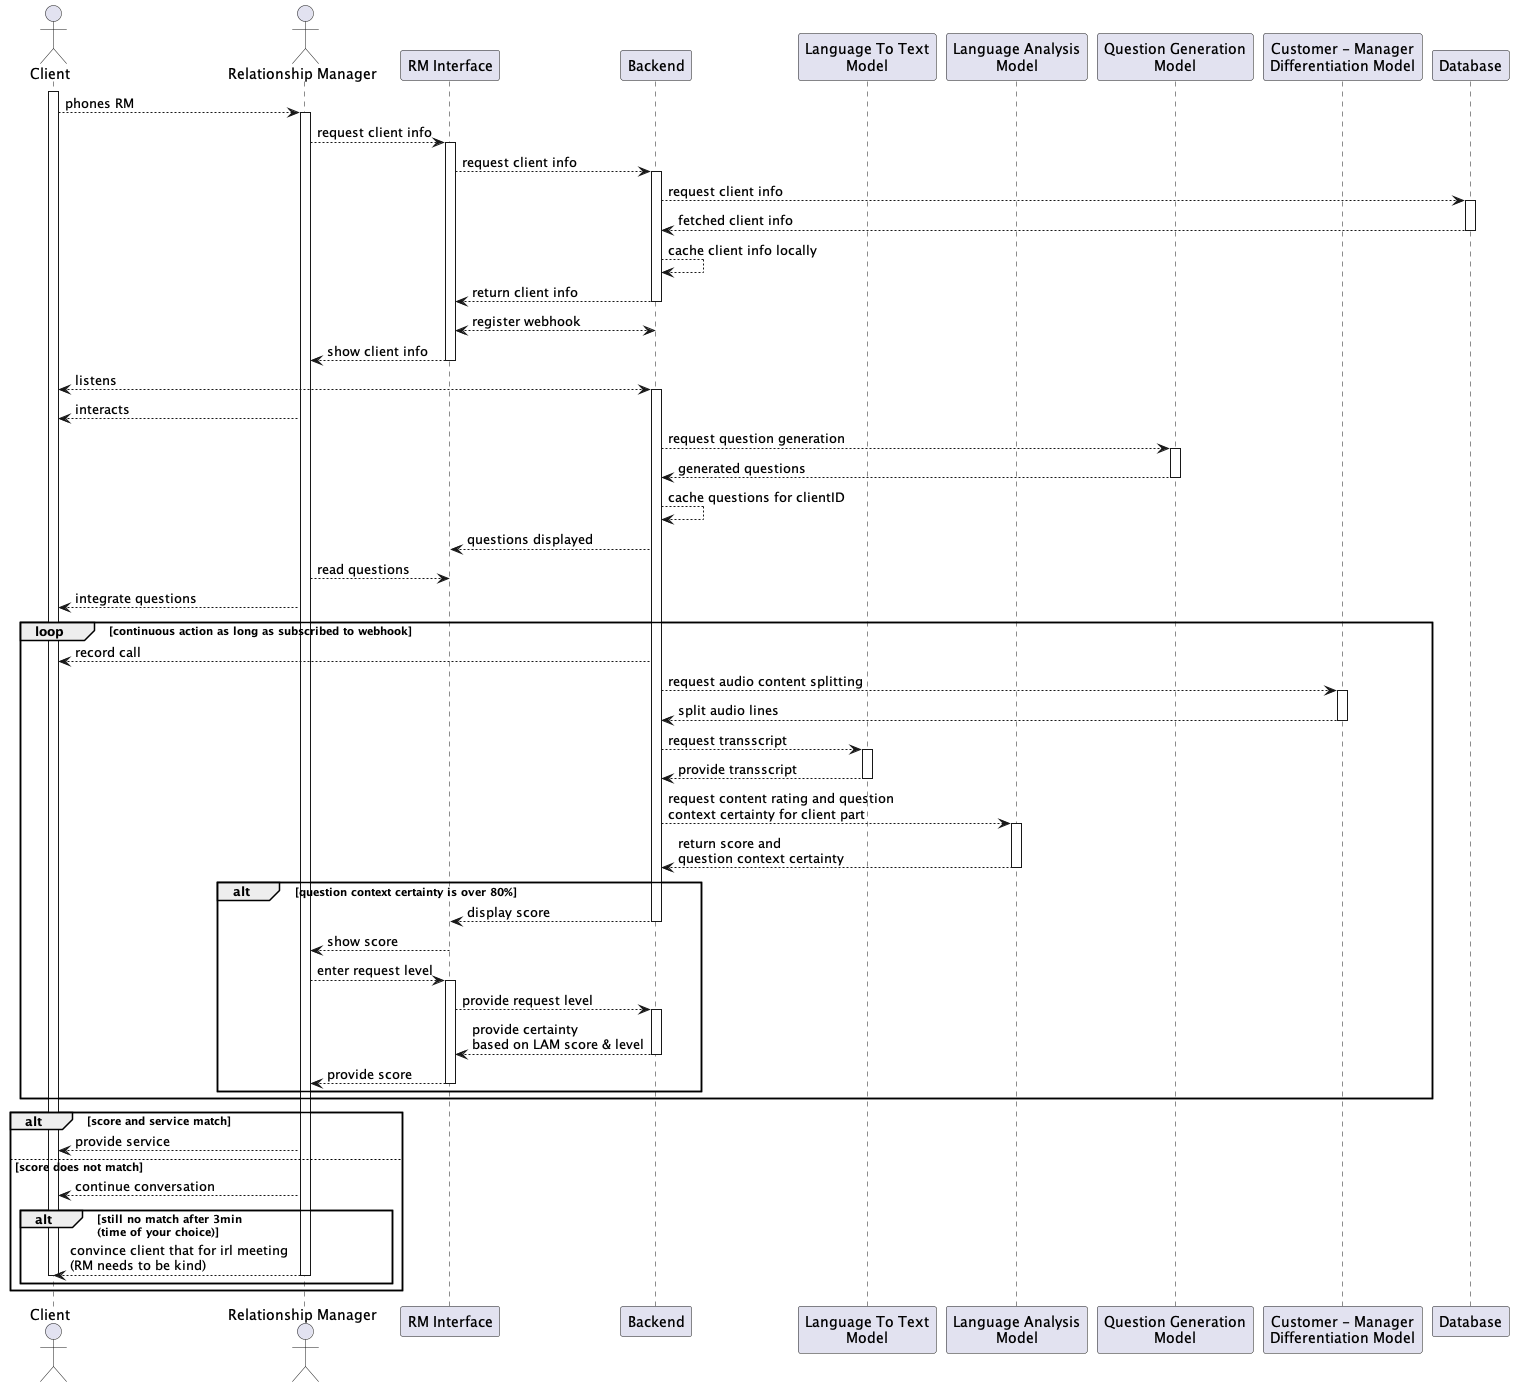 Client
Relationship Manager
RM Interface
Backend
Language To Text
Model
Language Analysis
Model
Question Generation
Model
Customer – Manager
Differentiation Model
Database
phones RM
request client info
request client info
request client info
fetched client info
cache client info locally
return client info
register webhook
show client info
listens
interacts
request question generation
generated questions
cache questions for clientID
questions displayed
read questions
integrate questions
loop
[continuous action as long as subscribed to webhook]
record call
request audio content splitting
split audio lines
request transscript
provide transscript
request content rating and question
context certainty for client part
return score and
question context certainty
alt
[question context certainty is over 80%]
display score
show score
enter request level
provide request level
provide certainty
based on LAM score & level
provide score
alt
[score and service match]
provide service
[score does not match]
continue conversation
alt
[still no match after 3min
(time of your choice)]
convince client that for irl meeting
(RM needs to be kind)
Client
Relationship Manager
RM Interface
Backend
Language To Text
Model
Language Analysis
Model
Question Generation
Model
Customer – Manager
Differentiation Model
Database